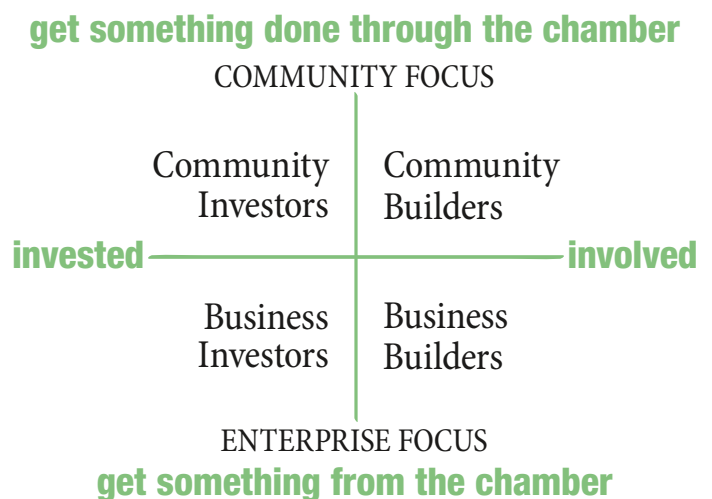 get something done through the chamber
COMMUNITY FOCUS
Community
Investors
Community
Builders
invested
involved
Business
Investors
Business
Builders
ENTERPRISE FOCUS
get something from the chamber